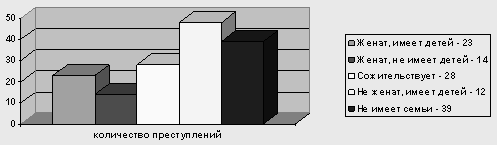 50
40
30
20
10
0
количество преступлений
Женат, имеет детей - 23
Женат, не имеет детей - 14
Сожительствует - 28
Не женат, имеет детей - 12
Не имеет семьи - 39